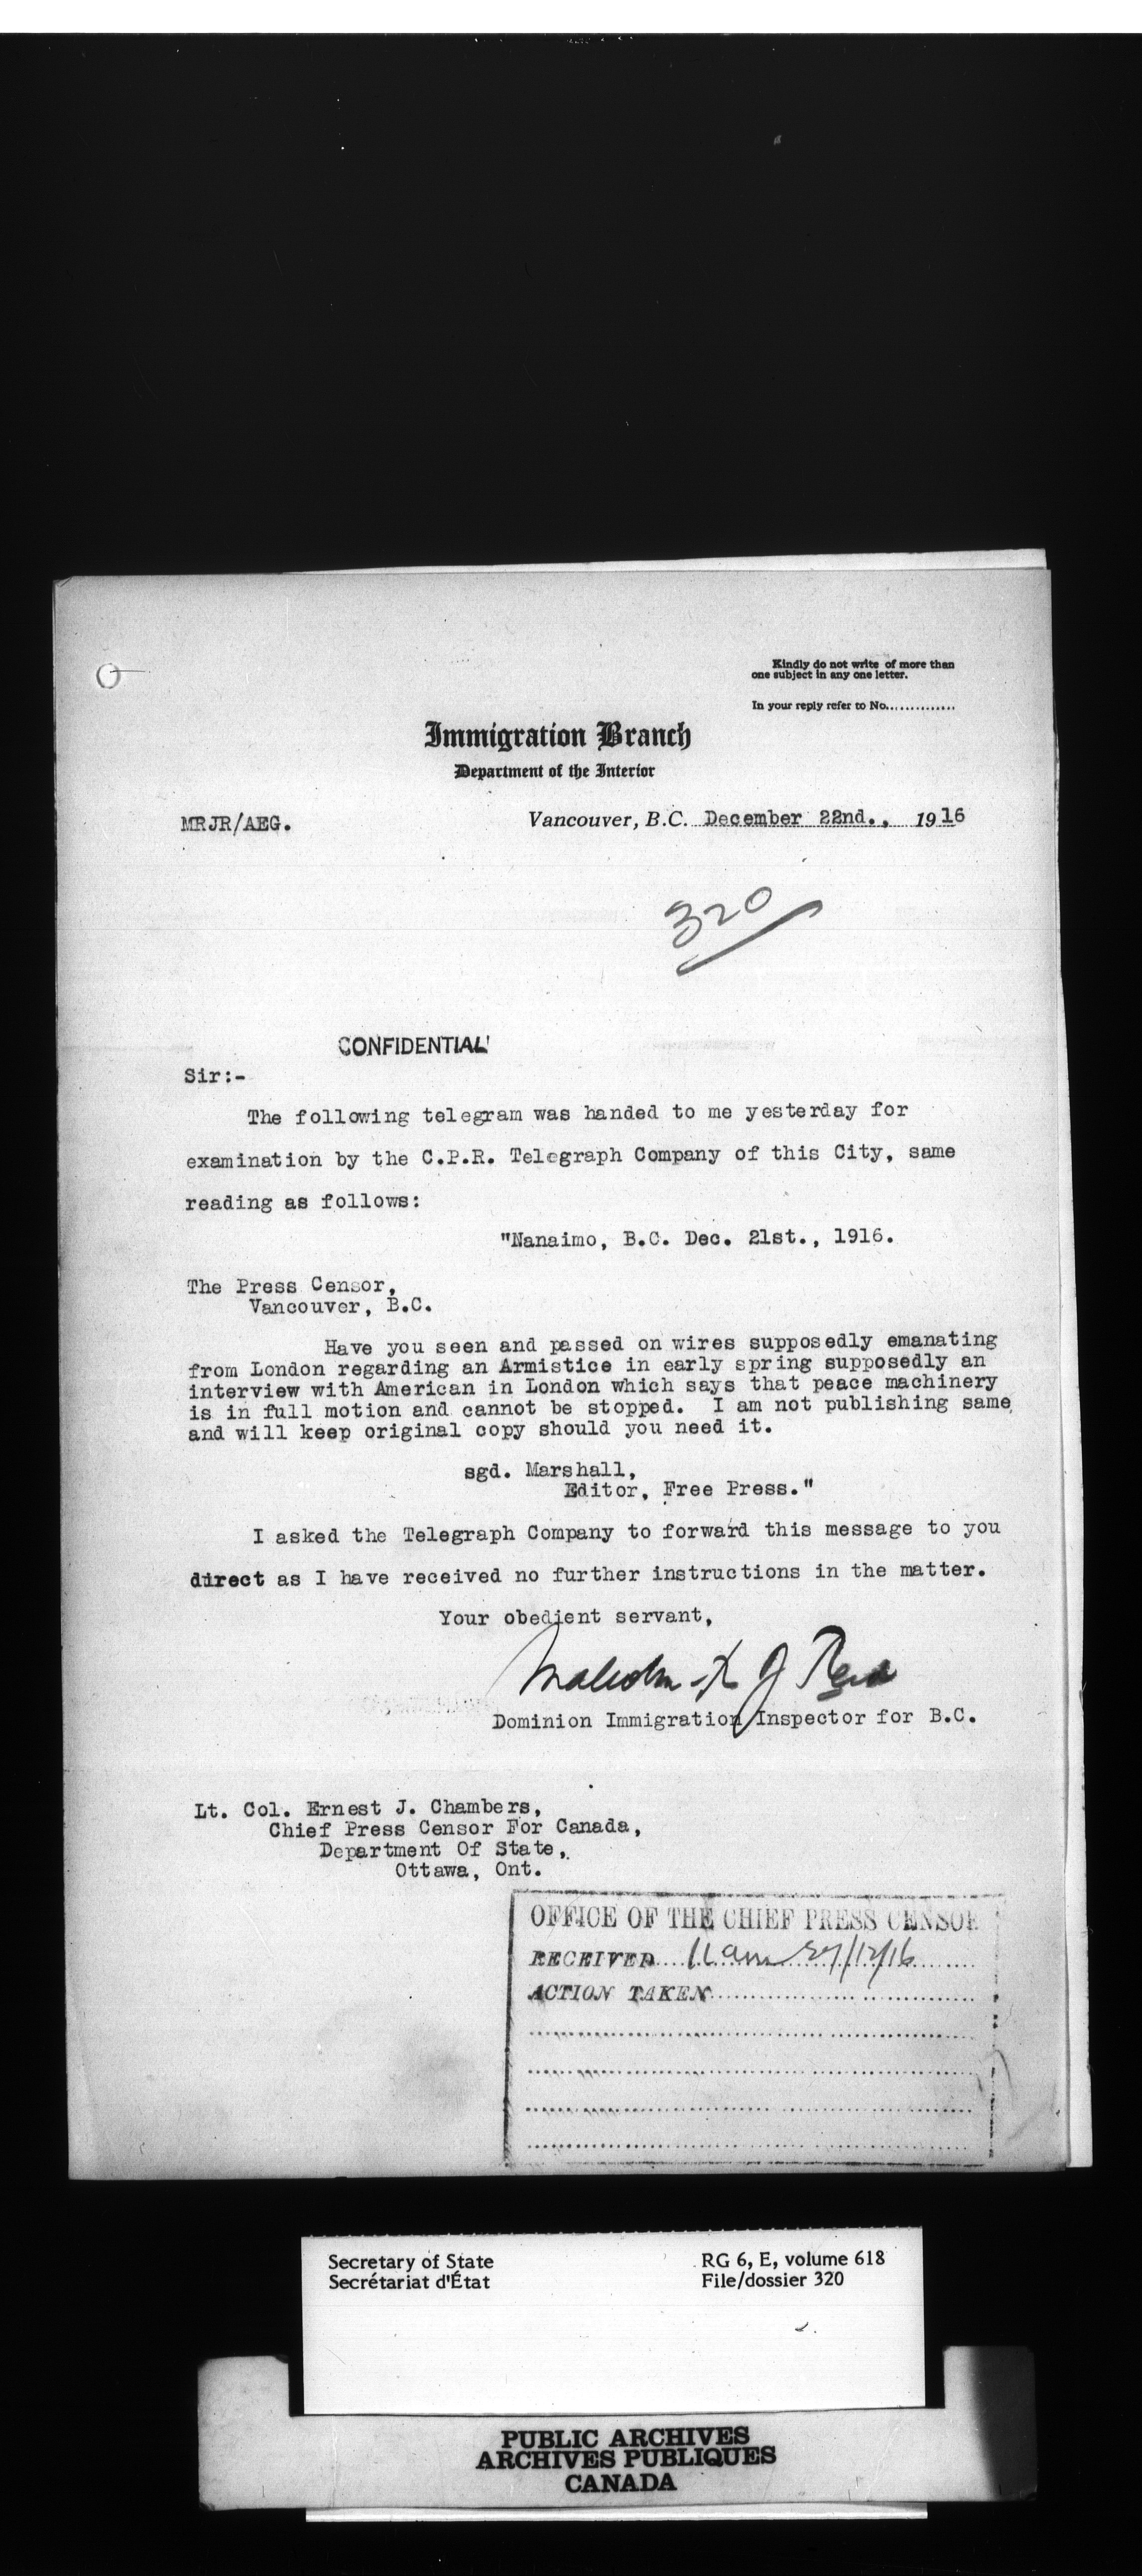 Kindly do not write of more than
one subject in any one letter.
In your reply refer to No..............
Immigration Branch
Department of the Interior
MRJR/AEG.
Vancouver, B.C. December 22nd., 1916
320
CONFIDENTIAL
Sir:-
The following telegram was handed to me yesterday for
examination by the C.P.R. Telegraph Company of this City, same
reading as follows:
"Nanaimo, B.C. Dec. 21st., 1916.
The Press Censor,
Vancouver, B.C.
Have you seen and passed on wires supposedly emanating
from London regarding an Armistice in early spring supposedly an
interview with American in London which says that peace machinery
is in full motion and cannot be stopped. I am not publishing same
and will keep original copy should you need it.
sgd. Marshall,
Editor, Free Press."
I asked the Telegraph Company to forward this message to you
direct as I have received no further instructions in the matter.
Your obedient servant,
Malcolm R J Reid
Dominion Immigration Inspector for B.C.
Lt. Col. Ernest J. Chambers,
Chief Press Censor For Canada,
Department Of State,
Ottawa, Ont.
OFFICE OF THE CHIEF PRESS CENSOR
RECEIVED 11 am 27/12/16
ACTION TAKEN
Secretary of State
Secrétariat d'État
RG 6, E, volume 618
File/dossier 320
PUBLIC ARCHIVES
ARCHIVES PUBLIQUES
CANADA